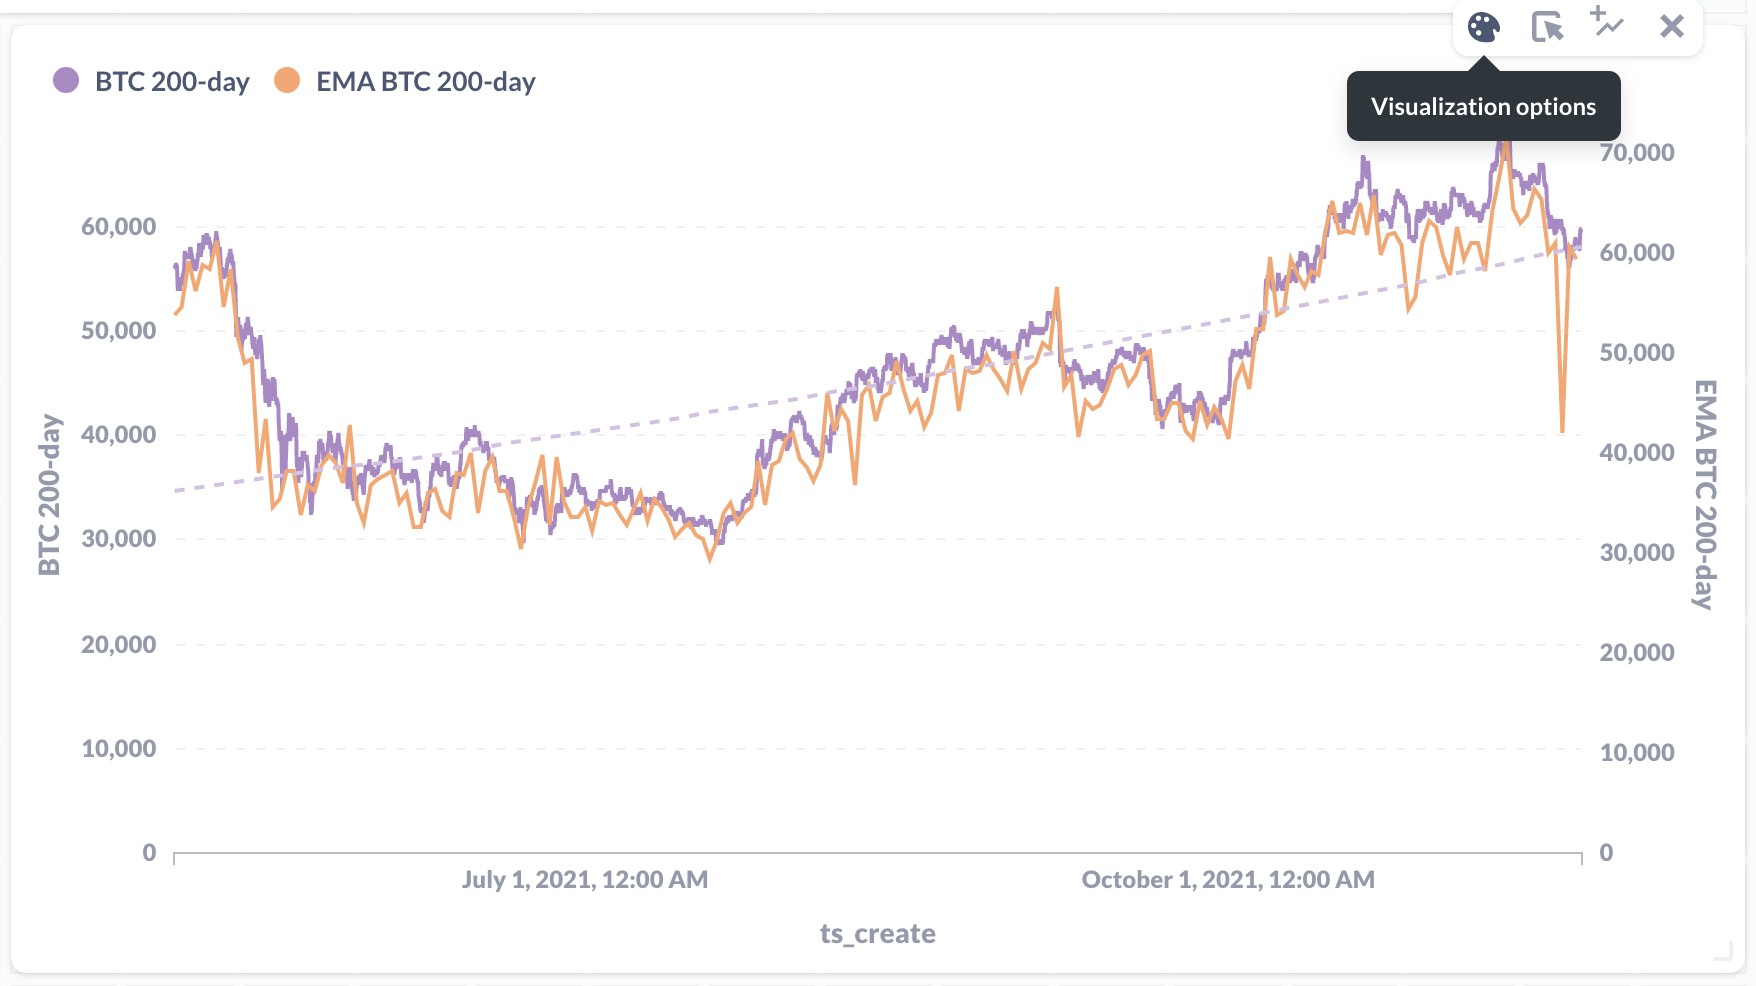 BTC 200-day
EMA BTC 200-day
Visualization options
70,000
60,000
60,000
50,000
50,000
40,000
40,000
30,000
30,000
20,000
20,000
10,000
10,000
0
0
BTC 200-day
EMA BTC 200-day
July 1, 2021, 12:00 AM
October 1, 2021, 12:00 AM
ts_create